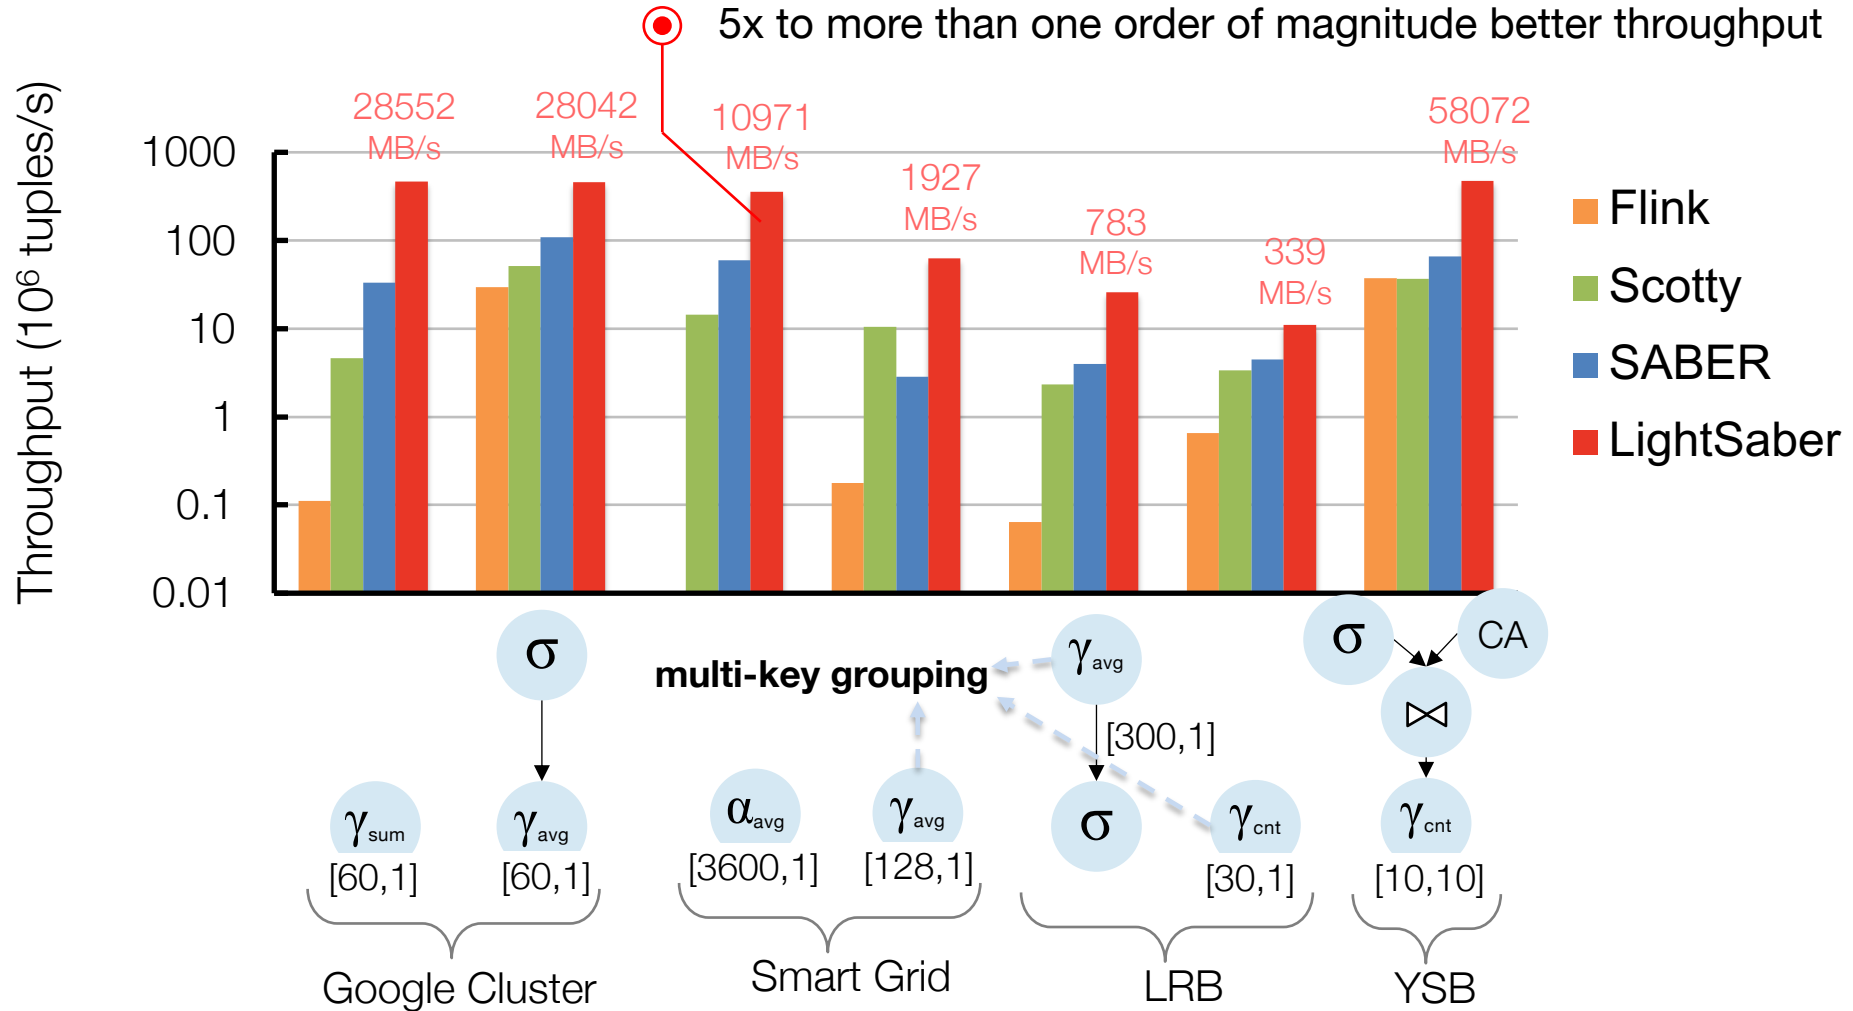 5x to more than one order of magnitude better throughput
Throughput (10⁶ tuples/s)
28552
MB/s
28042
MB/s
10971
MB/s
1927
MB/s
783
MB/s
339
MB/s
58072
MB/s
1000
100
10
1
0.1
0.01
Flink
Scotty
SABER
LightSaber
σ
multi-key grouping
γavg
σ
CA
⋈
[300,1]
γsum
γavg
αavg
γavg
σ
γcnt
γcnt
[60,1]
[60,1]
[3600,1]
[128,1]
[30,1]
[10,10]
Google Cluster
Smart Grid
LRB
YSB